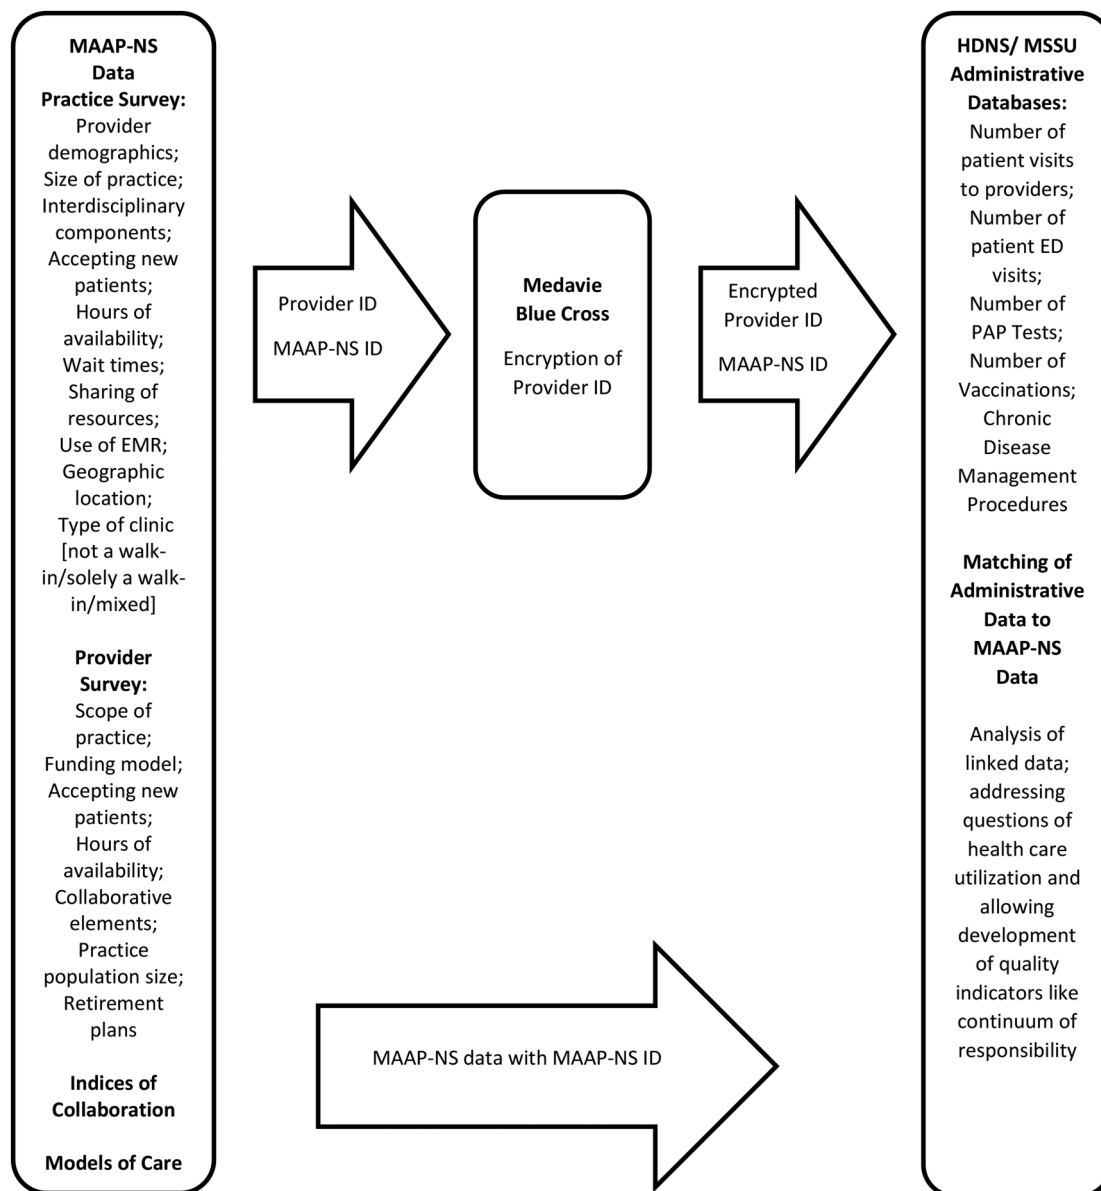 MAAP-NS
Data
Practice Survey:
Provider
demographics;
Size of practice;
Interdisciplinary
components;
Accepting new
patients;
Hours of
availability;
Wait times;
Sharing of
resources;
Use of EMR;
Geographic
location;
Type of clinic
[not a walk-
in/solely a walk-
in/mixed]
Provider
Survey:
Scope of
practice;
Funding model;
Accepting new
patients;
Hours of
availability;
Collaborative
elements;
Practice
population size;
Retirement
plans
Indices of
Collaboration
Models of Care
Provider ID
MAAP-NS ID
Medavie
Blue Cross
Encryption of
Provider ID
Encrypted
Provider ID
MAAP-NS ID
MAAP-NS data with MAAP-NS ID
HDNS/ MSSU
Administrative
Databases:
Number of
patient visits
to providers;
Number of
patient ED
visits;
Number of
PAP Tests;
Number of
Vaccinations;
Chronic
Disease
Management
Procedures
Matching of
Administrative
Data to
MAAP-NS
Data
Analysis of
linked data;
addressing
questions of
health care
utilization and
allowing
development
of quality
indicators like
continuum of
responsibility